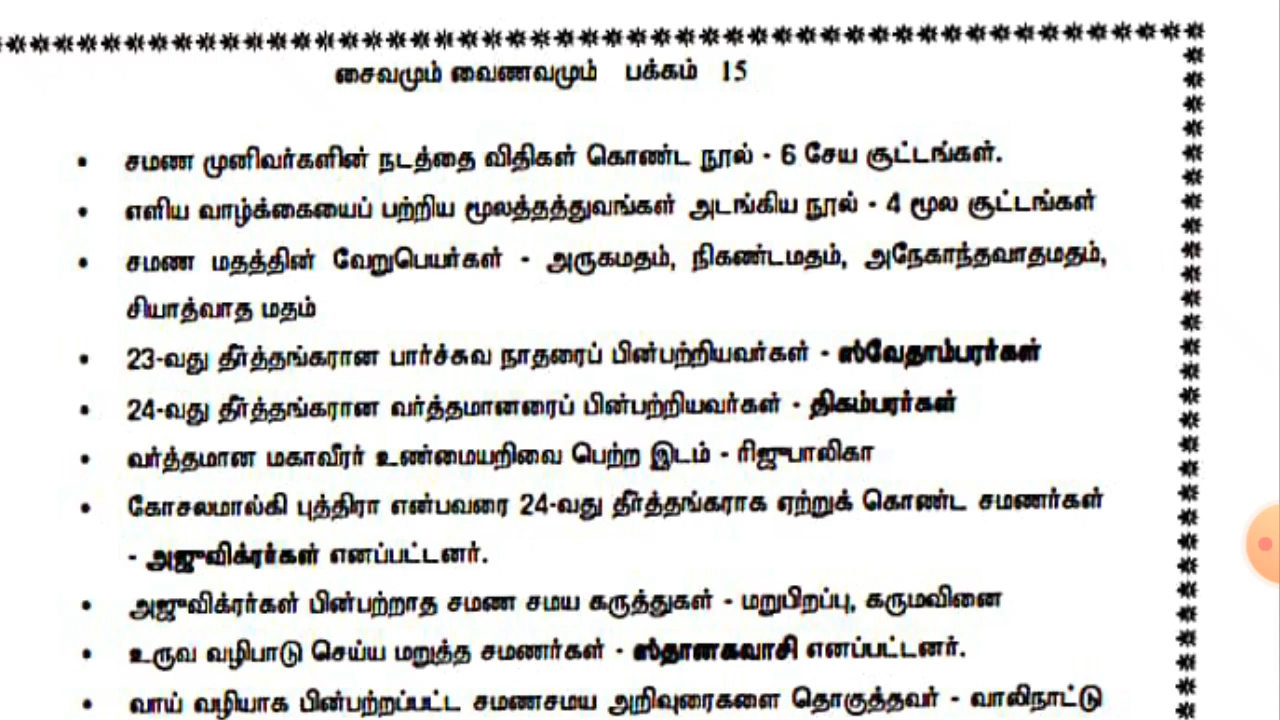 சைவமும் வைணவமும் பக்கம் 15
• சமண முனிவர்களின் நடத்தை விதிகள் கொண்ட நூல் - 6 சேய சூட்டங்கள்.
• எளிய வாழ்க்கையைப் பற்றிய மூலத்தத்துவங்கள் அடங்கிய நூல் - 4 மூல சூட்டங்கள்
• சமண மதத்தின் வேறுபெயர்கள் - அருகமதம், நிகண்டமதம், அநேகாந்தவாதமதம்,
சியாத்வாத மதம்
• 23-வது தீர்த்தங்கரான பார்ச்சுவ நாதரைப் பின்பற்றியவர்கள் - ஸ்வேதாம்பரர்கள்
• 24-வது தீர்த்தங்கரான வர்த்தமானரைப் பின்பற்றியவர்கள் - திகம்பரர்கள்
• வர்த்தமான மகாவீரர் உண்மையறிவை பெற்ற இடம் - ரிஜுபாலிகா
• கோசலமால்கி புத்திரா என்பவரை 24-வது தீர்த்தங்கராக ஏற்றுக் கொண்ட சமணர்கள்
- அஜுவிக்ரர்கள் எனப்பட்டனர்.
• அஜுவிக்ரர்கள் பின்பற்றாத சமண சமய கருத்துகள் - மறுபிறப்பு, கருமவினை
• உருவ வழிபாடு செய்ய மறுத்த சமணர்கள் - ஸ்தானகவாசி எனப்பட்டனர்.
• வாய் வழியாக பின்பற்றப்பட்ட சமணசமய அறிவுரைகளை தொகுத்தவர் - வாலிநாட்டு